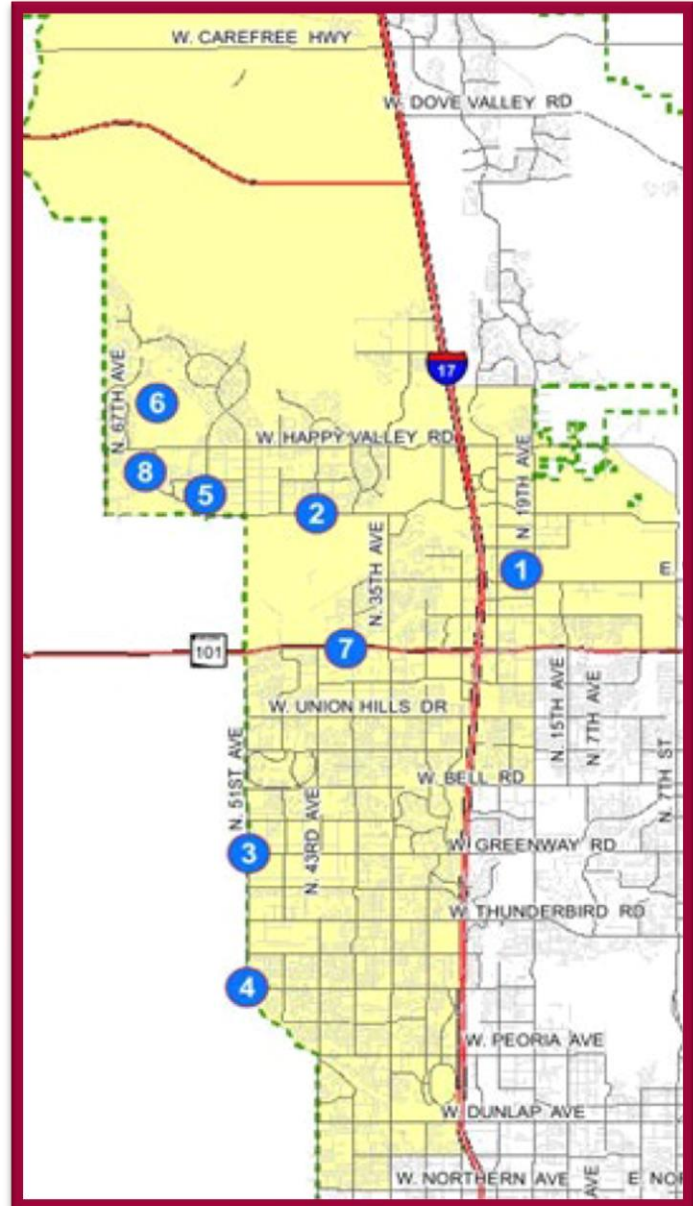 W. CAREFREE HWY
W. DOVE VALLEY RD
17
N. 67TH AVE
6
W. HAPPY VALLEY RD
N. 19TH AVE
8
5
2
N. 35TH AVE
1
E
7
101
W. UNION HILLS DR
N. 15TH AVE
N. 7TH AVE
N. 7TH ST
N. 51ST AVE
W. BELL RD
N. 43RD AVE
3
W. GREENWAY RD
W. THUNDERBIRD RD
4
W. PEORIA AVE
W. DUNLAP AVE
W. NORTHERN AVE
AVE
E NOR